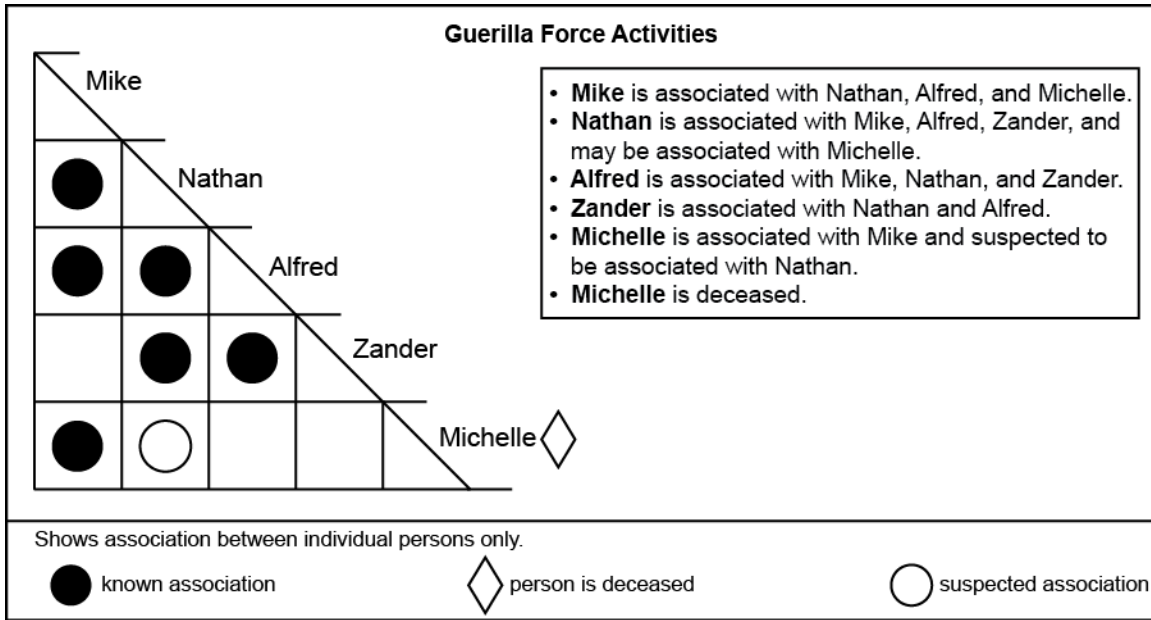 Guerilla Force Activities
Mike
Nathan
Alfred
Zander
Michelle
• Mike is associated with Nathan, Alfred, and Michelle.
• Nathan is associated with Mike, Alfred, Zander, and
may be associated with Michelle.
• Alfred is associated with Mike, Nathan, and Zander.
• Zander is associated with Nathan and Alfred.
• Michelle is associated with Mike and suspected to
be associated with Nathan.
• Michelle is deceased.
Shows association between individual persons only.
known association
person is deceased
suspected association